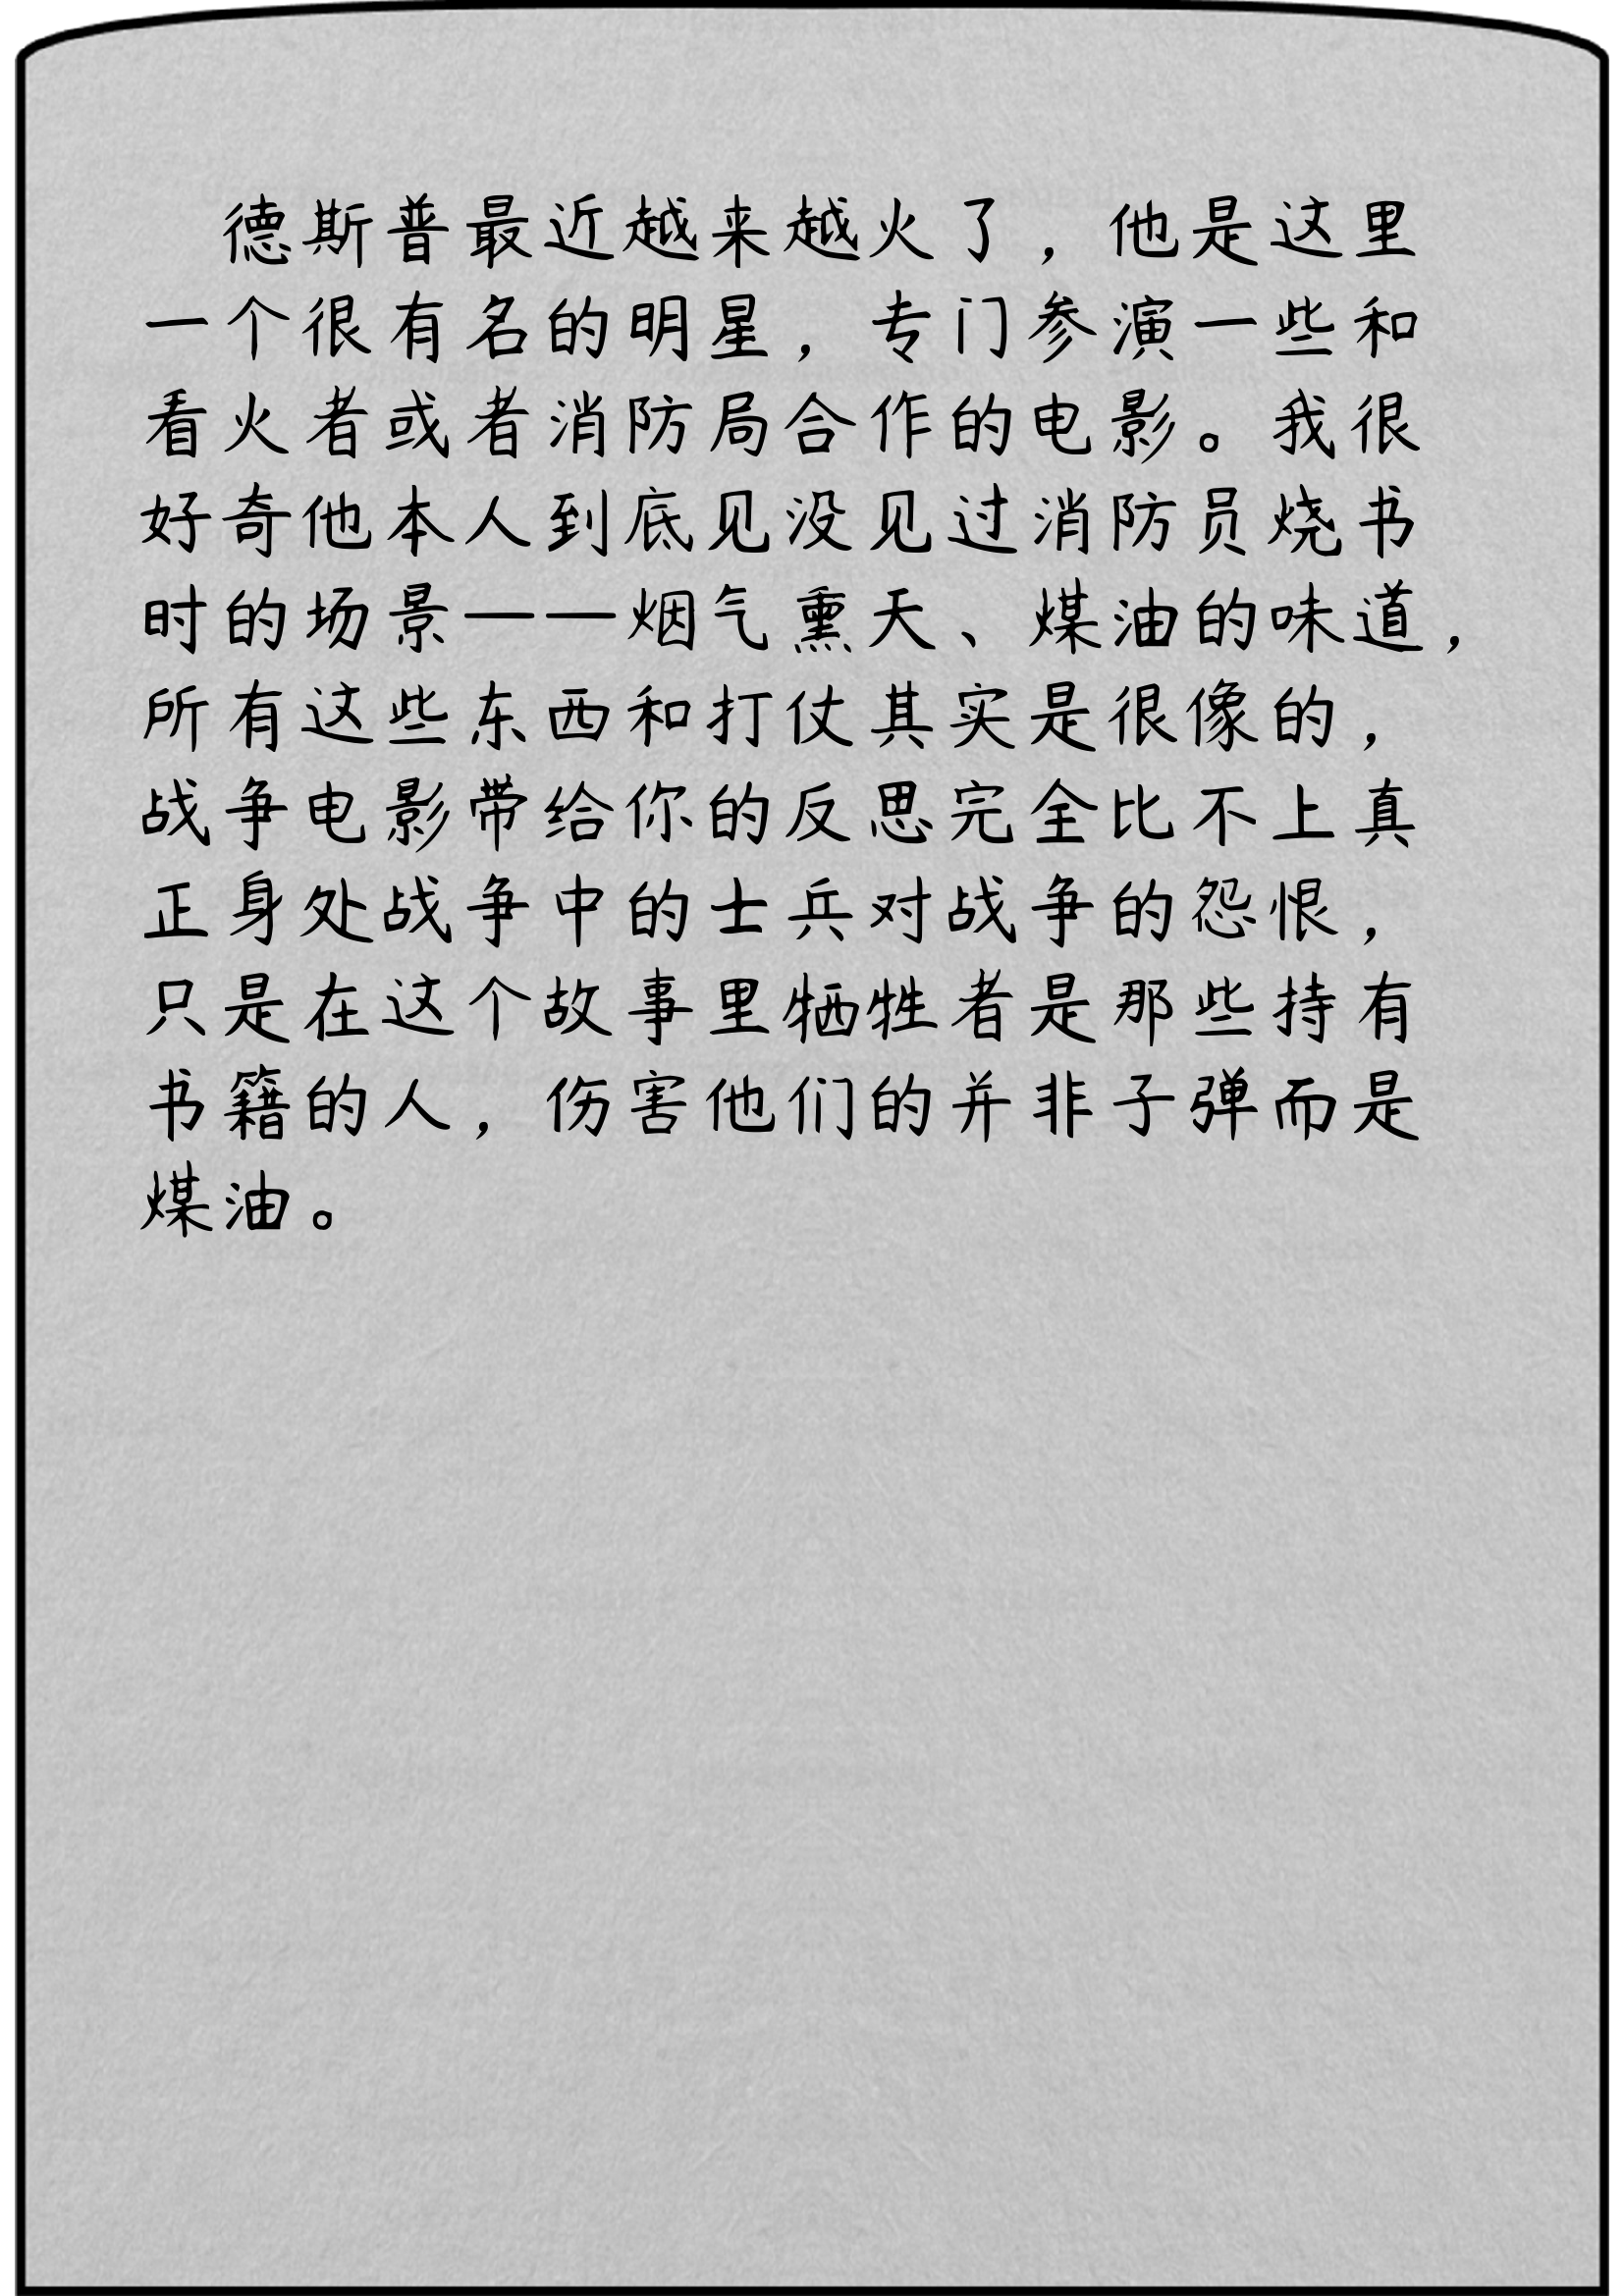 德斯普最近越来越火了，他是这里
一个很有名的明星，专门参演一些和
看火者或者消防局合作的电影。我很
好奇他本人到底见没见过消防员烧书
时的场景——烟气熏天、煤油的味道，
所有这些东西和打仗其实是很像的，
战争电影带给你的反思完全比不上真
正身处战争中的士兵对战争的怨恨，
只是在这个故事里牺牲者是那些持有
书籍的人，伤害他们的并非子弹而是
煤油。